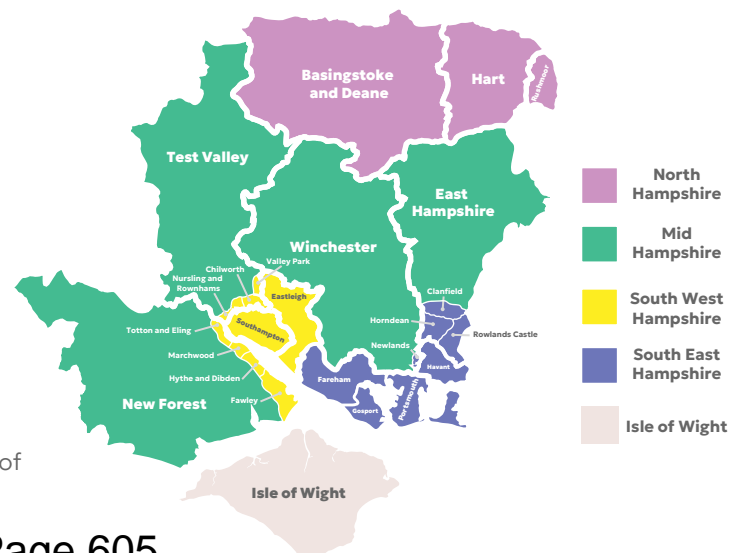 Basingstoke
and Deane
Hart
Rushmoor
Test Valley
East
Hampshire
Winchester
Valley Park
Chilworth
Nursling and
Rownhams
Eastleigh
Southampton
Totton and Eling
Marchwood
Hythe and Dibden
Fawley
New Forest
Clanfield
Horndean
Rowlands Castle
Newlands
Havant
Fareham
Portsmouth
Gosport
Isle of Wight
North
Hampshire
Mid
Hampshire
South West
Hampshire
South East
Hampshire
Isle of Wight
of
Page 605